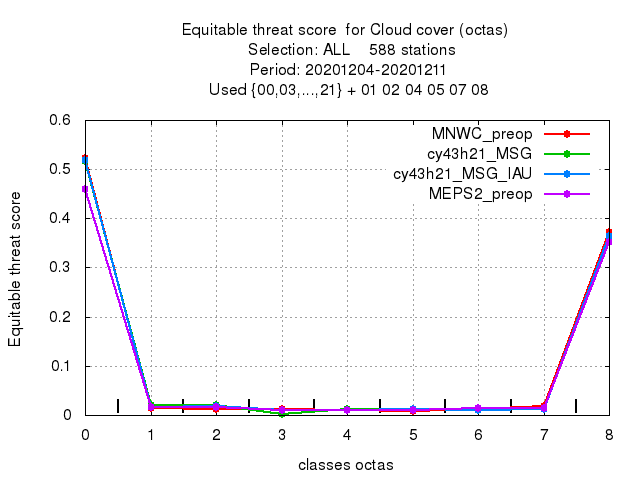 Equitable threat score  for Cloud cover (octas)
Selection: ALL    588 stations
Period: 20201204-20201211
Used {00,03,...,21} + 01 02 04 05 07 08
Equitable threat score
0.6
0.5
0.4
0.3
0.2
0.1
0
MNWC_preop
cy43h21_MSG
cy43h21_MSG_IAU
MEPS2_preop
0 1 2 3 4 5 6 7 8
classes octas